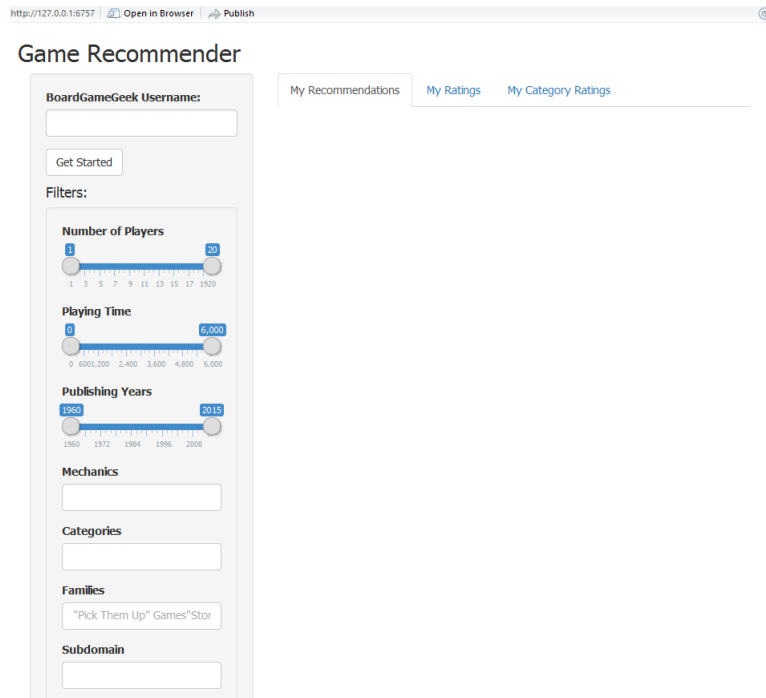 http://127.0.0.1:6757 Open in Browser Publish
Game Recommender
BoardGameGeek Username:
Get Started
Filters:
Number of Players
1 20
1 3 5 7 9 11 13 15 17 1920
Playing Time
0 6,000
0 6001,200 2,400 3,600 4,800 6,000
Publishing Years
1960 2015
1960 1972 1984 1996 2008
Mechanics
Categories
Families
"Pick Them Up" Games"Stor
Subdomain
My Recommendations My Ratings My Category Ratings